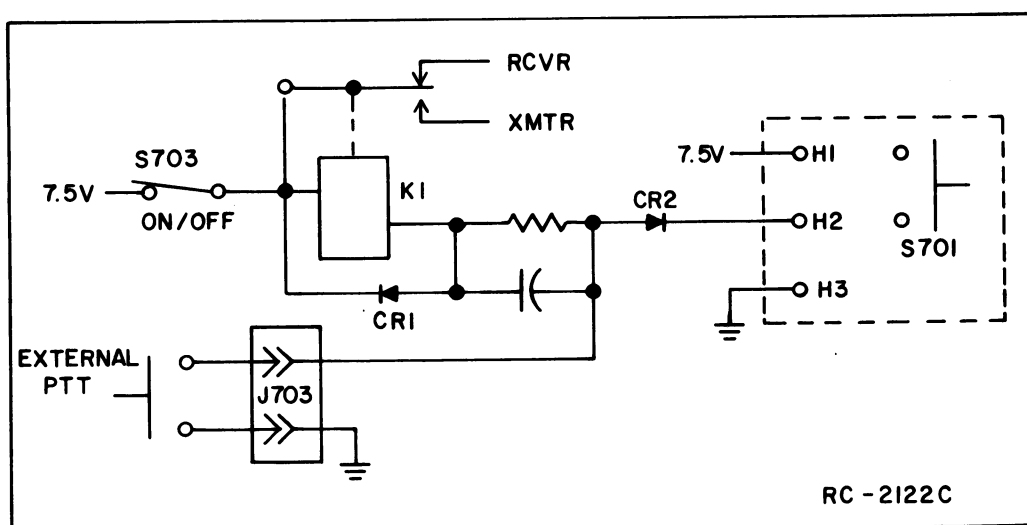 RCVR
XMTR
S703
7.5V
ON/OFF
K1
7.5V
H1
CR2
H2
S701
H3
CR1
EXTERNAL
PTT
J703
RC-2122C